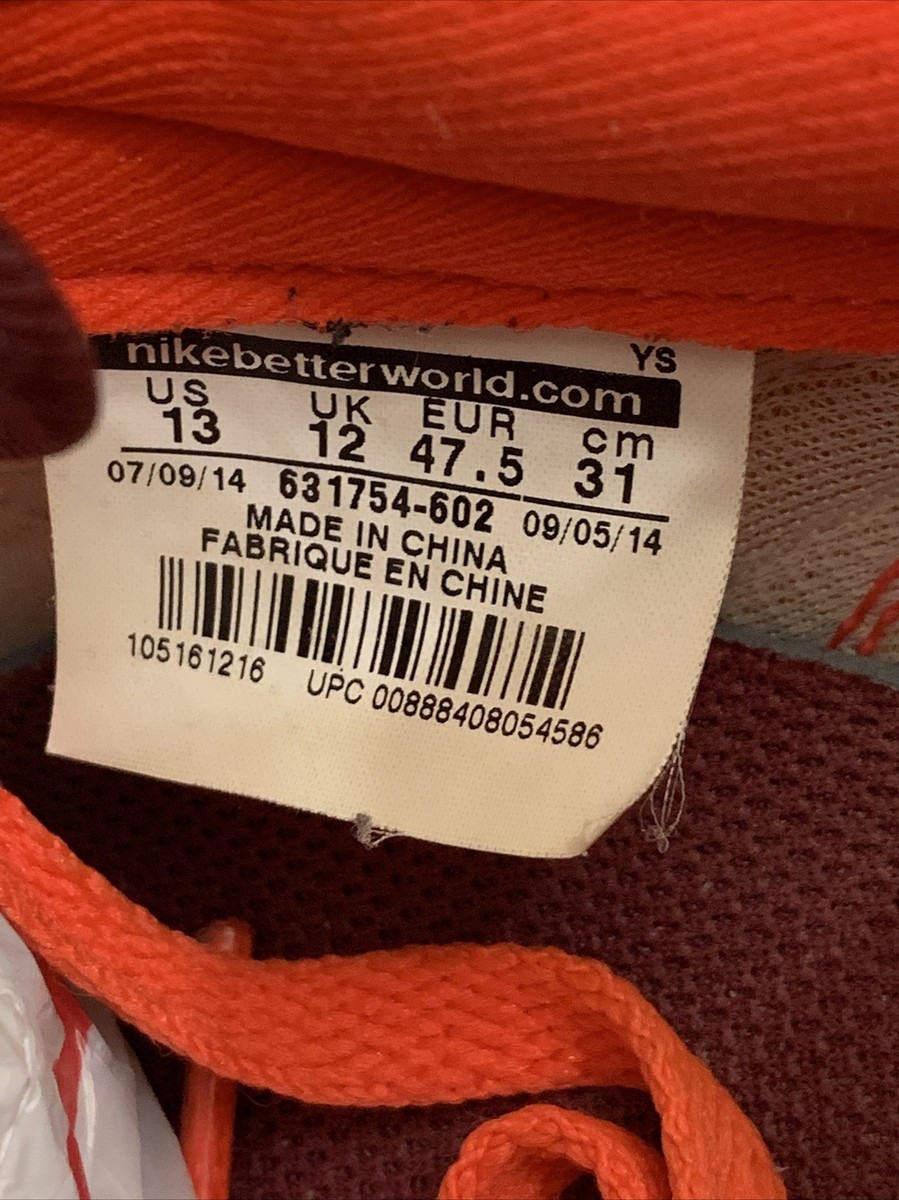 YS
nikebetterworld.com
US UK EUR cm
13 12 47.5 31
07/09/14 631754-602 09/05/14
MADE IN CHINA
FABRIQUE EN CHINE
105161216 UPC 00888408054586